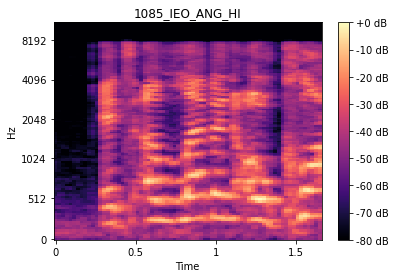 1085_IEO_ANG_HI
Hz
8192
4096
2048
1024
512
0
0
0.5
1
1.5
Time
+0 dB
-10 dB
-20 dB
-30 dB
-40 dB
-50 dB
-60 dB
-70 dB
-80 dB